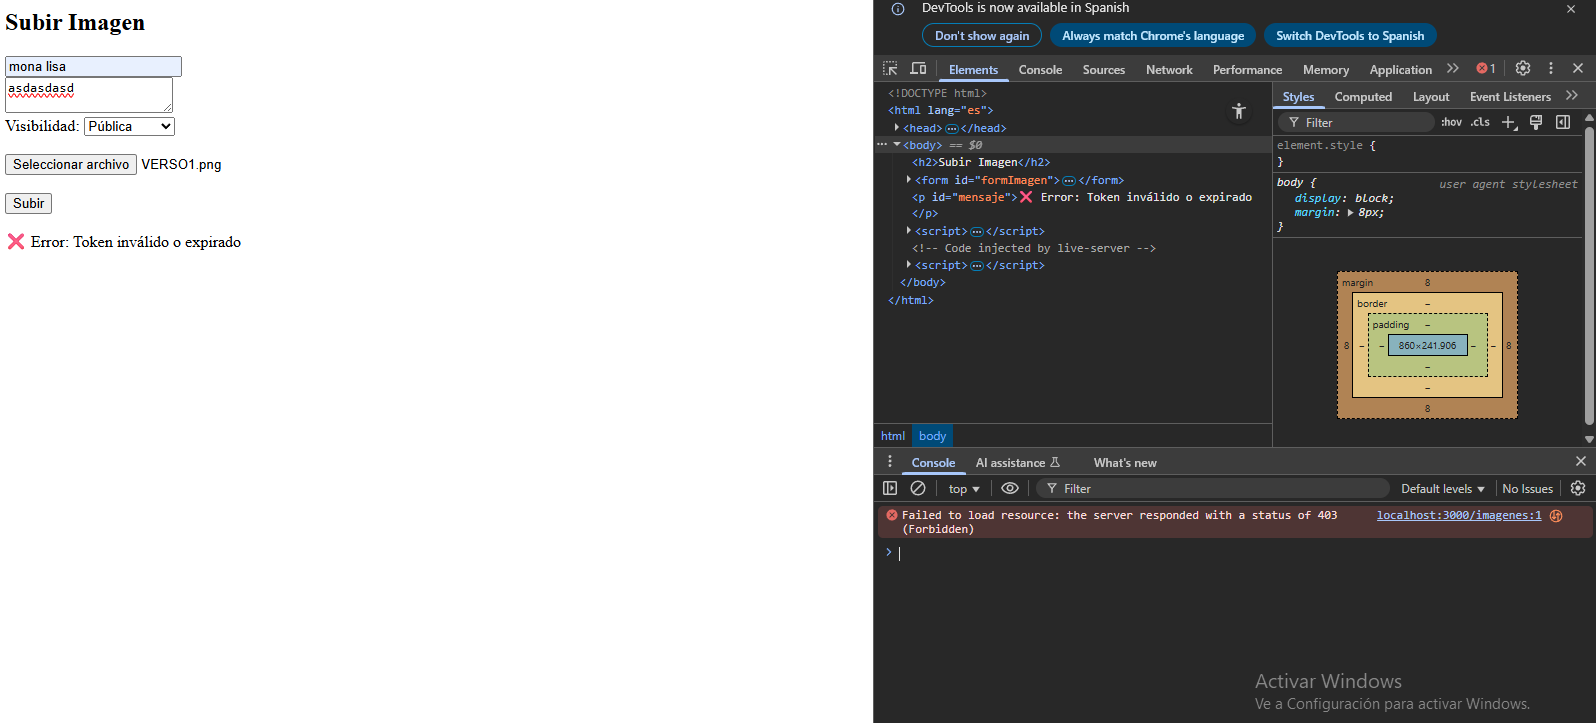 Subir Imagen
mona lisa
asdasdasd
Visibilidad: Pública
Seleccionar archivo VERSO1.png
Subir
❌ Error: Token inválido o expirado
DevTools is now available in Spanish
Don't show again
Always match Chrome's language
Switch DevTools to Spanish
Elements Console Sources Network Performance Memory Application 1
<!DOCTYPE html>
<html lang="es">
<head> … </head>
<body> == $0
<h2>Subir Imagen</h2>
<form id="formImagen"> … </form>
<p id="mensaje">❌ Error: Token inválido o expirado
</p>
<script> … </script>
<!-- Code injected by live-server -->
<script> … </script>
</body>
</html>
html body
Styles Computed Layout Event Listeners
Filter :hov .cls
element.style {
}
body { user agent stylesheet
display: block;
margin: 8px;
}
margin 8
border –
padding –
8 – – 860×241.906 – – 8
–
–
8
Console AI assistance What's new
top Filter Default levels No Issues
Failed to load resource: the server responded with a status of 403 localhost:3000/imagenes:1
(Forbidden)
Activar Windows
Ve a Configuración para activar Windows.